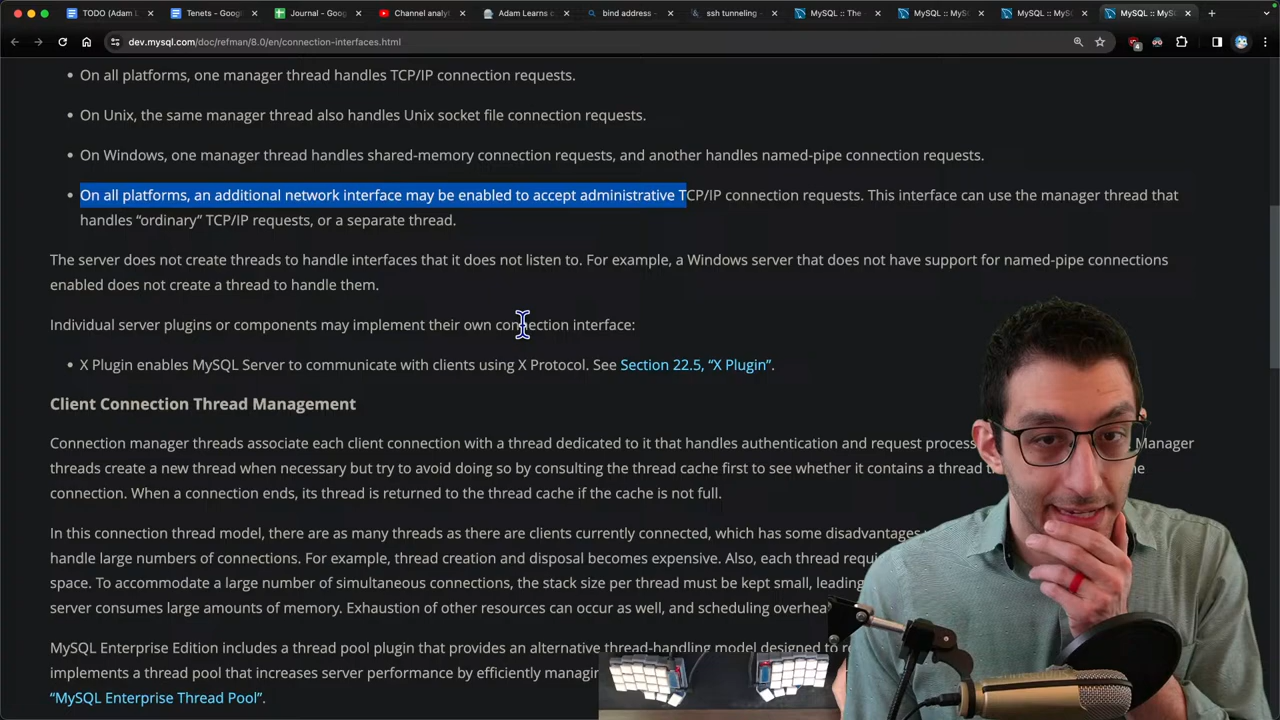 TODO (Adam L
Tenets - Googl
Journal - Goog
Channel analyt
Adam Learns c
bind address -
ssh tunneling -
MySQL :: The
MySQL :: MyS
MySQL :: MyS
MySQL :: MyS
dev.mysql.com/doc/refman/8.0/en/connection-interfaces.html
4
On all platforms, one manager thread handles TCP/IP connection requests.
On Unix, the same manager thread also handles Unix socket file connection requests.
On Windows, one manager thread handles shared-memory connection requests, and another handles named-pipe connection requests.
On all platforms, an additional network interface may be enabled to accept administrative TCP/IP connection requests. This interface can use the manager thread that
handles “ordinary” TCP/IP requests, or a separate thread.
The server does not create threads to handle interfaces that it does not listen to. For example, a Windows server that does not have support for named-pipe connections
enabled does not create a thread to handle them.
Individual server plugins or components may implement their own connection interface:
X Plugin enables MySQL Server to communicate with clients using X Protocol. See Section 22.5, “X Plugin”.
Client Connection Thread Management
Connection manager threads associate each client connection with a thread dedicated to it that handles authentication and request process Manager
threads create a new thread when necessary but try to avoid doing so by consulting the thread cache first to see whether it contains a thread
connection. When a connection ends, its thread is returned to the thread cache if the cache is not full.
In this connection thread model, there are as many threads as there are clients currently connected, which has some disadvantages
handle large numbers of connections. For example, thread creation and disposal becomes expensive. Also, each thread requi
space. To accommodate a large number of simultaneous connections, the stack size per thread must be kept small, leading
server consumes large amounts of memory. Exhaustion of other resources can occur as well, and scheduling overhea
MySQL Enterprise Edition includes a thread pool plugin that provides an alternative thread-handling model designed to
implements a thread pool that increases server performance by efficiently managin
“MySQL Enterprise Thread Pool”.